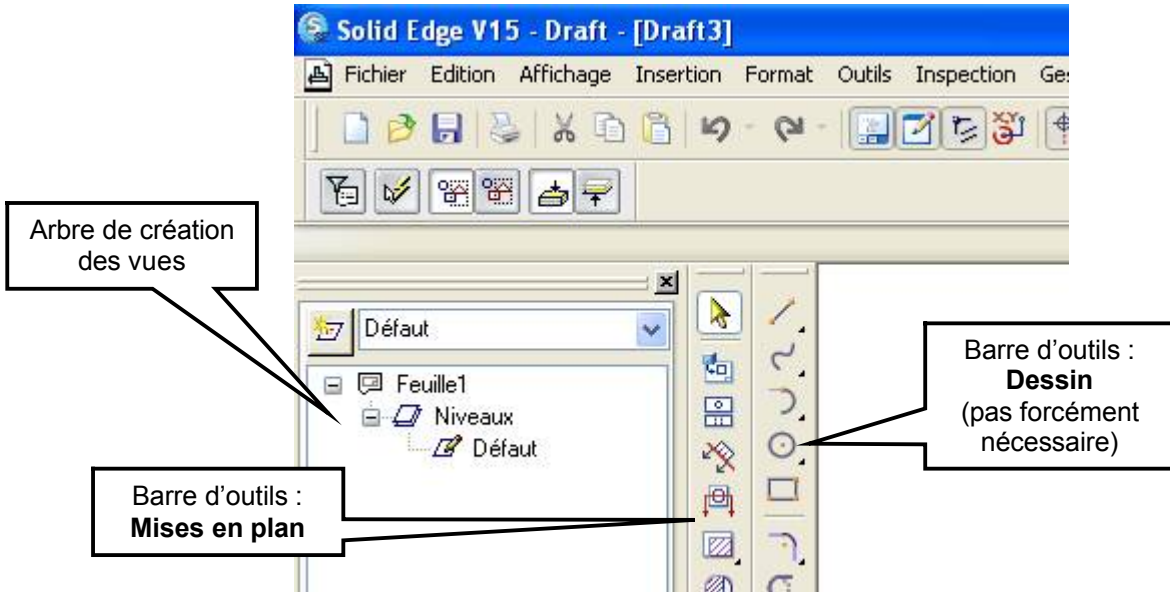 Solid Edge V15 - Draft - [Draft3]
Fichier Edition Affichage Insertion Format Outils Inspection
Arbre de création
des vues
Défaut
Feuille1
Niveaux
Défaut
Barre d'outils :
Dessin
(pas forcément
nécessaire)
Barre d'outils :
Mises en plan